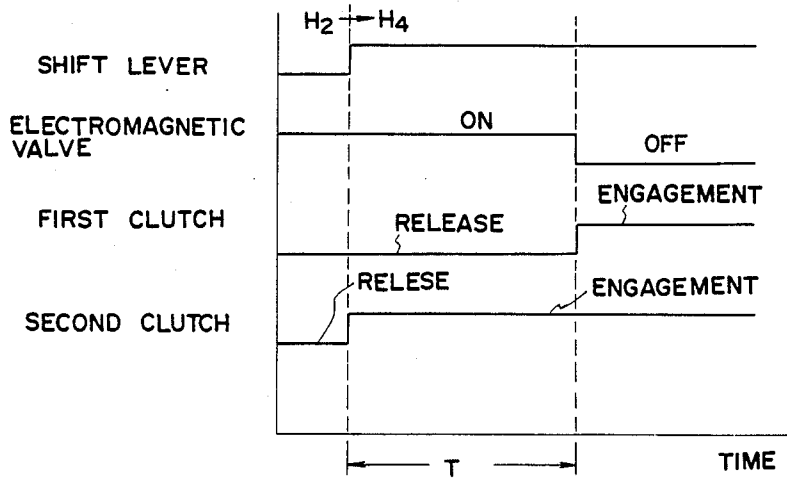 H2 → H4
SHIFT LEVER
ELECTROMAGNETIC
VALVE
ON
OFF
FIRST CLUTCH
RELEASE
ENGAGEMENT
RELESE
SECOND CLUTCH
ENGAGEMENT
T
TIME